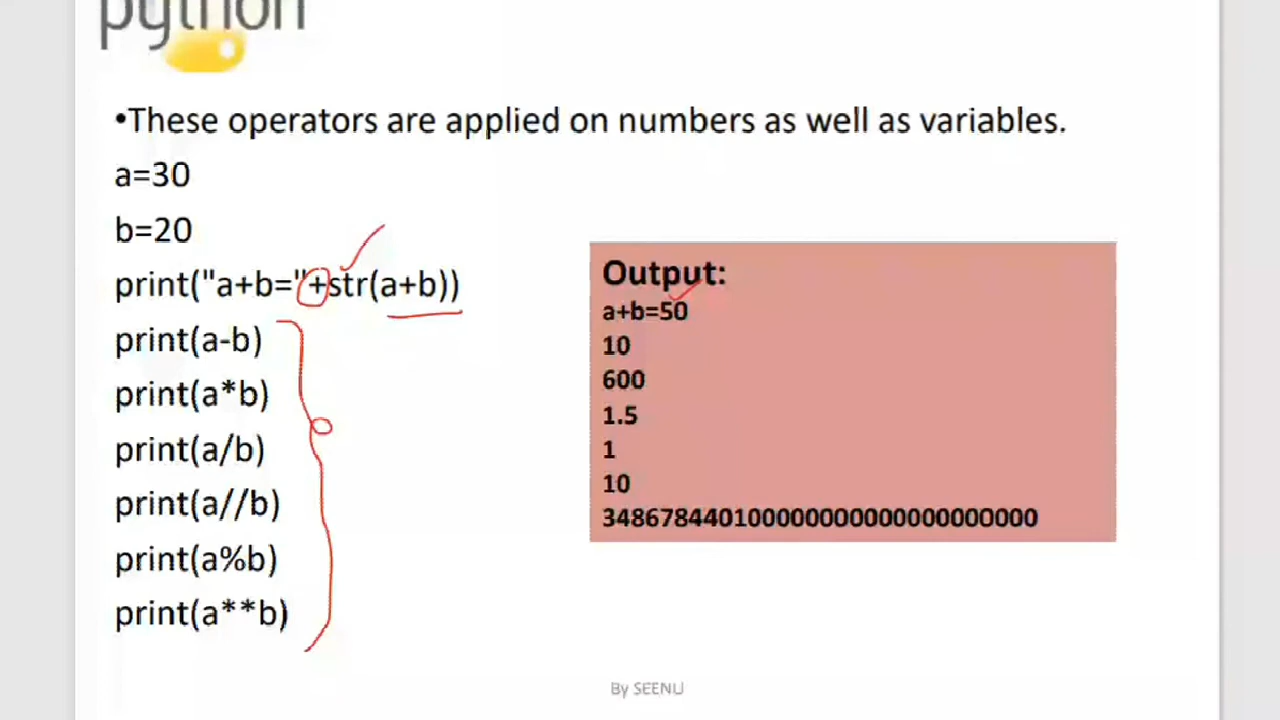 python
•These operators are applied on numbers as well as variables.
a=30
b=20
print("a+b="+str(a+b))
print(a-b)
print(a*b)
print(a/b)
print(a//b)
print(a%b)
print(a**b)
Output:
a+b=50
10
600
1.5
1
10
348678440100000000000000000000
By SEENU